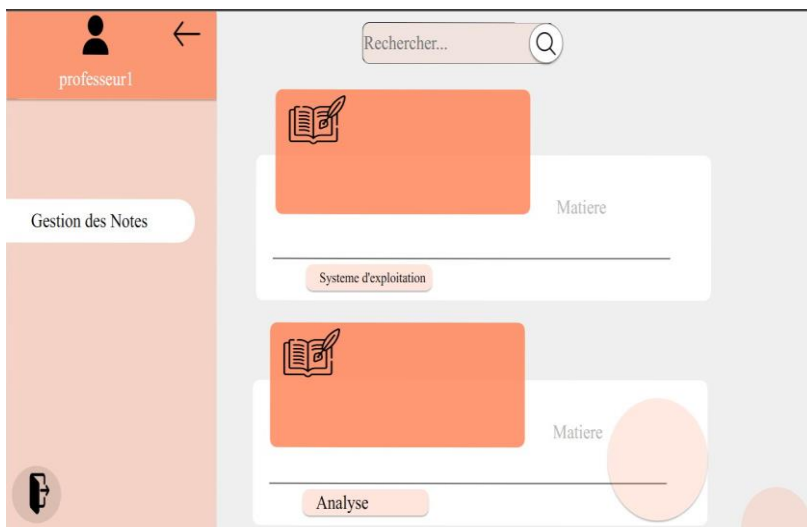 professeur1
Rechercher...
Gestion des Notes
Matiere
Systeme d'exploitation
Matiere
Analyse